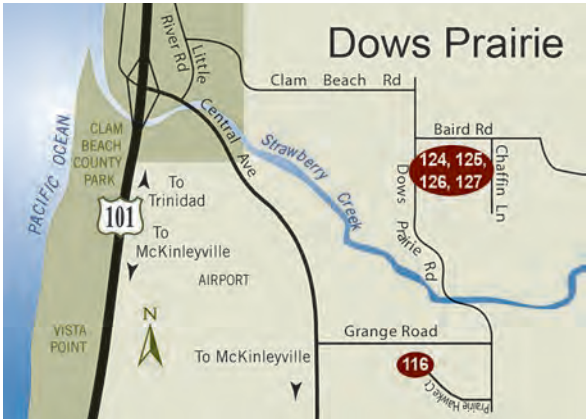 Dows Prairie
River Rd
Little
Clam Beach Rd
Central Ave
Baird Rd
CLAM
BEACH
COUNTY
PARK
PACIFIC OCEAN
Strawberry
Creek
124, 125,
126, 127
Chaffin Ln
Dows Prairie Rd
To
Trinidad
101
To
McKinleyville
AIRPORT
N
VISTA
POINT
Grange Road
To McKinleyville
116
Prairie Hawke Ct